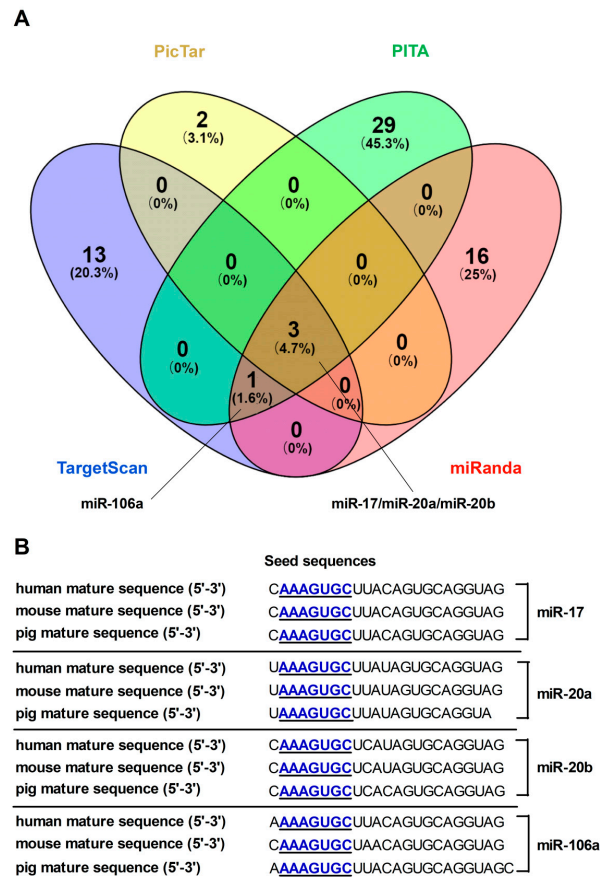 A
PicTar
PITA
2
(3.1%)
29
(45.3%)
0
(0%)
0
(0%)
0
(0%)
13
(20.3%)
16
(25%)
0
(0%)
0
(0%)
3
(4.7%)
0
(0%)
0
(0%)
1
(1.6%)
0
(0%)
0
(0%)
TargetScan
miRanda
miR-106a
miR-17/miR-20a/miR-20b
B
Seed sequences
human mature sequence (5'-3') CAAAGUGCUUACAGUGCAGGUAG
mouse mature sequence (5'-3') CAAAGUGCUUACAGUGCAGGUAG
miR-17
pig mature sequence (5'-3') CAAAGUGCUUACAGUGCAGGUAG
human mature sequence (5'-3') UAAAGUGCUUAUAGUGCAGGUAG
mouse mature sequence (5'-3') UAAAGUGCUUAUAGUGCAGGUAG
miR-20a
pig mature sequence (5'-3') UAAAGUGCUUAUAGUGCAGGUA
human mature sequence (5'-3') CAAAGUGCUCAUAGUGCAGGUAG
mouse mature sequence (5'-3') CAAAGUGCUCAUAGUGCAGGUAG
miR-20b
pig mature sequence (5'-3') CAAAGUGCUCACAGUGCAGGUAG
human mature sequence (5'-3') AAAAGUGCUUACAGUGCAGGUAG
mouse mature sequence (5'-3') CAAAGUGCUAACAGUGCAGGUAG
miR-106a
pig mature sequence (5'-3') AAAAGUGCUUACAGUGCAGGUAGC